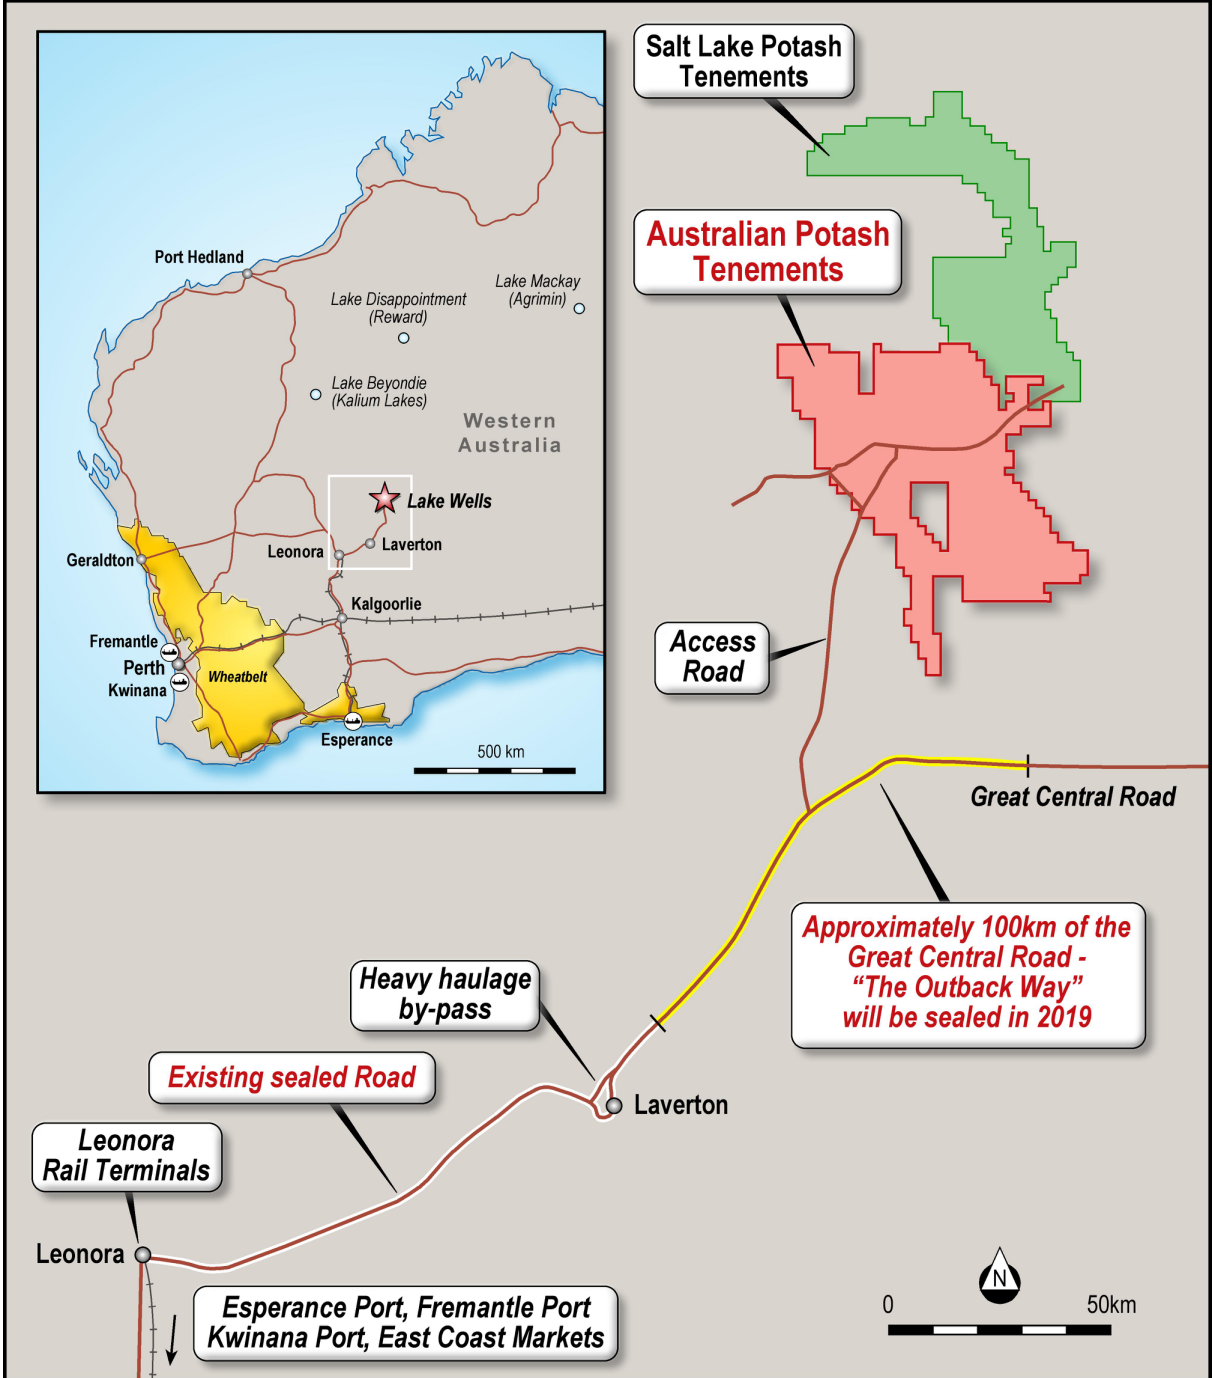 Salt Lake Potash
Tenements
Australian Potash
Tenements
Port Hedland
Lake Mackay
(Agrimin)
Lake Disappointment
(Reward)
Lake Beyondie
(Kalium Lakes)
Western
Australia
Lake Wells
Laverton
Leonora
Geraldton
Kalgoorlie
Fremantle
Perth
Kwinana
Wheatbelt
Esperance
500 km
Access
Road
Great Central Road
Approximately 100km of the
Great Central Road -
“The Outback Way”
will be sealed in 2019
Heavy haulage
by-pass
Existing sealed Road
Laverton
Leonora
Rail Terminals
Leonora
Esperance Port, Fremantle Port
Kwinana Port, East Coast Markets
N
0 50km